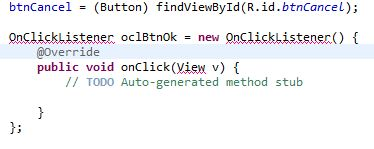 btnCancel = (Button) findViewById(R.id.btnCancel);
OnClickListener oclBtnOk = new OnClickListener() {
@Override
public void onClick(View v) {
// TODO Auto-generated method stub
}
};